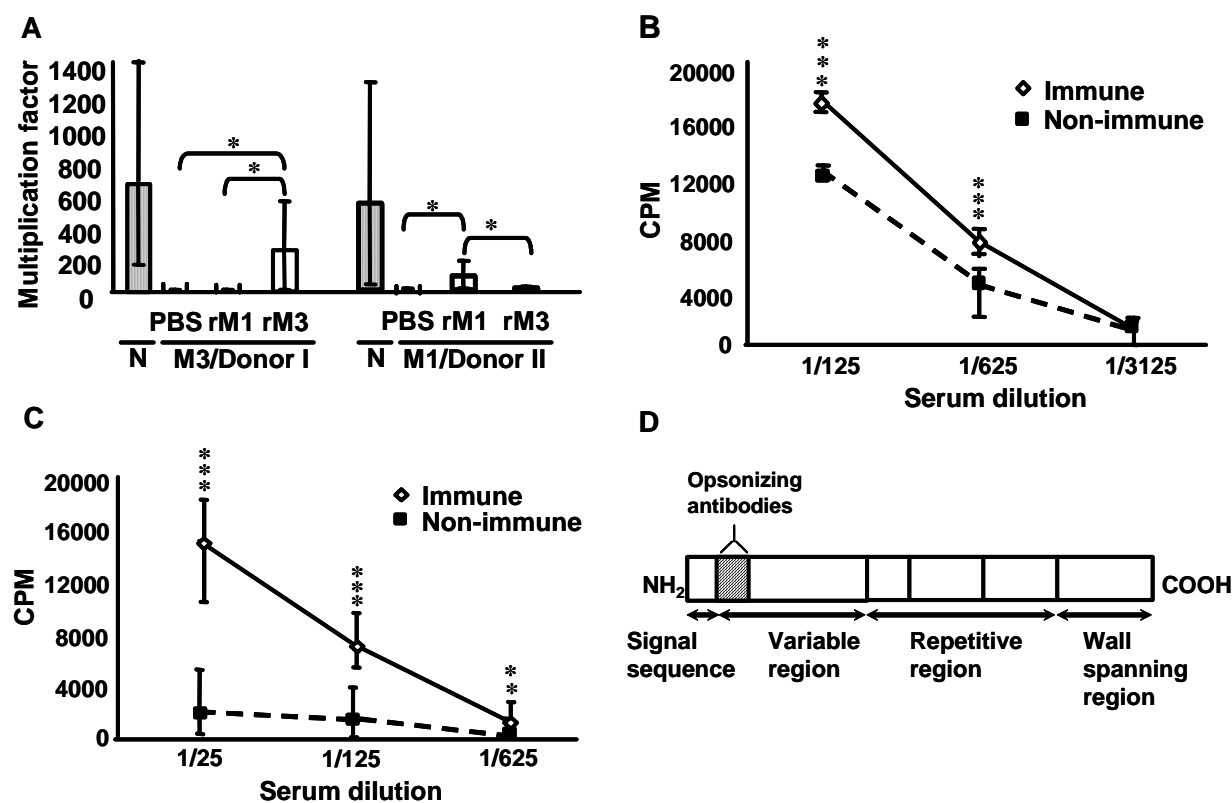 A
Multiplication factor
1400
1200
1000
800
600
400
200
0
*
*
*
*
PBS rM1 rM3
PBS rM1 rM3
N
M3/Donor I
N
M1/Donor II
B
CPM
20000
16000
12000
8000
4000
0
***
***
Immune
Non-immune
1/125
1/625
1/3125
Serum dilution
C
CPM
20000
16000
12000
8000
4000
0
***
***
**
Immune
Non-immune
1/25
1/125
1/625
Serum dilution
D
Opsonizing
antibodies
NH2
COOH
Signal
sequence
Variable
region
Repetitive
region
Wall
spanning
region